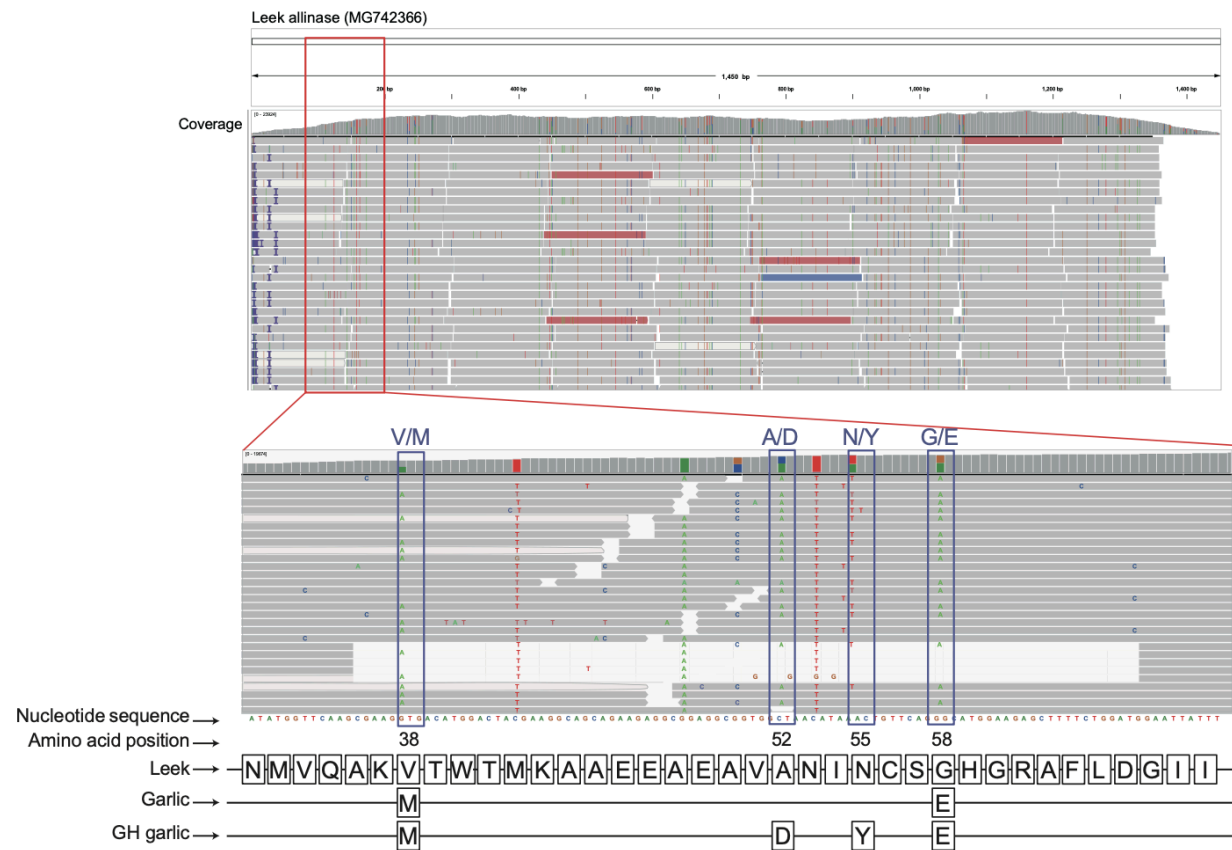 Leek allinase (MG742366)
1,450 bp
200 bp 400 bp 600 bp 800 bp 1,000 bp 1,200 bp 1,400 bp
Coverage
V/M A/D N/Y G/E
Nucleotide sequence → ATATGGTTCAAGCGAAGGTGACATGGACTACGAAGGCAGCAGAAGAGGCGGAGGCGGTGGCTAACATAAACTGTTCAGGGCATGGAAGAGCTTTTCTGGATGGAATTATTT
Amino acid position → 38 52 55 58
Leek → N M V Q A K V T W T M K A A E E A E A V A N I N C S G H G R A F L D G I I
Garlic → M E
GH garlic → M D Y E